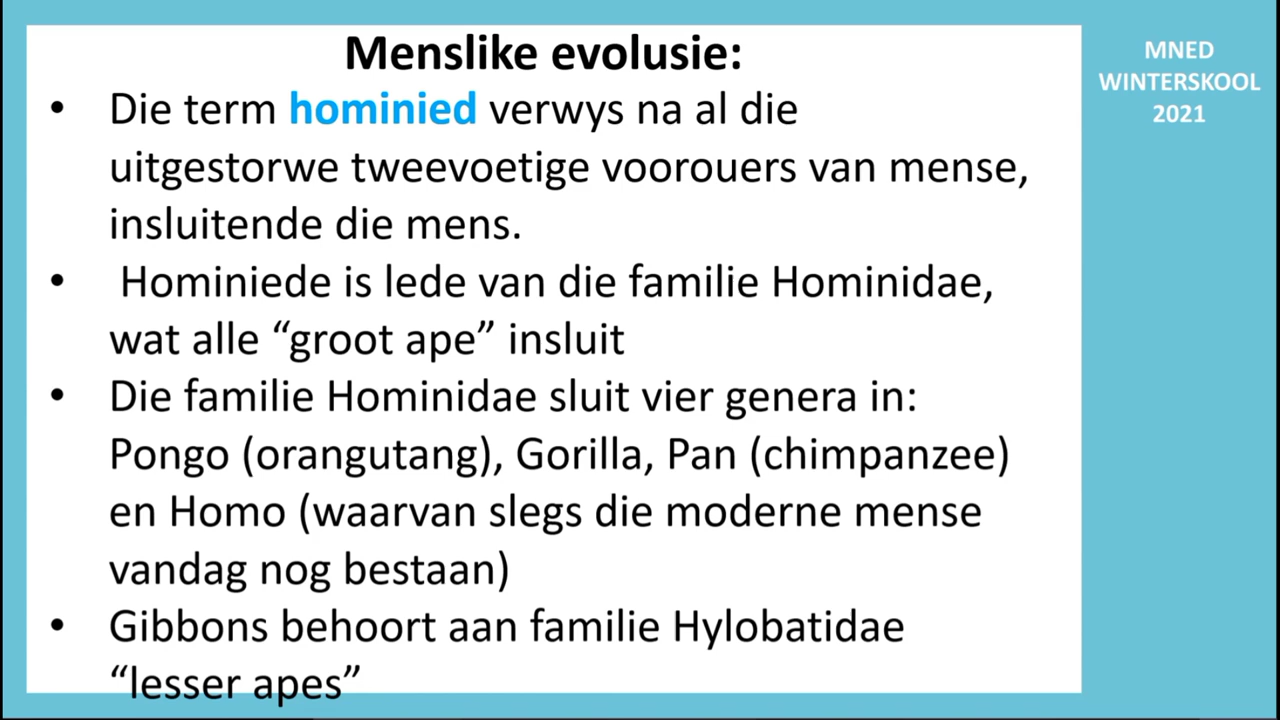 Menslike evolusie:
• Die term hominied verwys na al die
uitgestorwe tweevoetige voorouers van mense,
insluitende die mens.
• Hominiede is lede van die familie Hominidae,
wat alle “groot ape” insluit
• Die familie Hominidae sluit vier genera in:
Pongo (orangutang), Gorilla, Pan (chimpanzee)
en Homo (waarvan slegs die moderne mense
vandag nog bestaan)
• Gibbons behoort aan familie Hylobatidae
“lesser apes”
MNED
WINTERSKOOL
2021